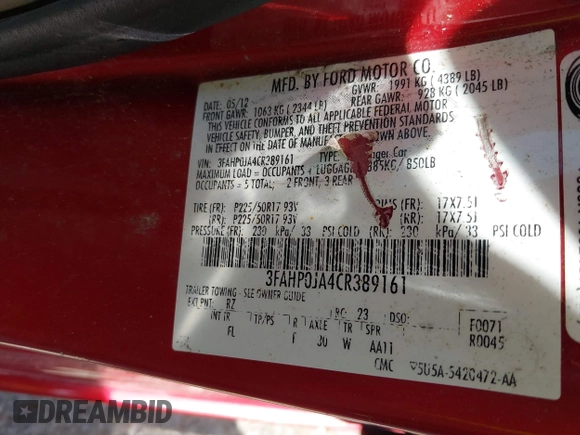 MFD. BY FORD MOTOR CO.
DATE: 05/12 GVWR: 1991 KG ( 4389 LB)
FRONT GAWR: 1063 KG ( 2344 LB) REAR GAWR: 928 KG ( 2045 LB)
THIS VEHICLE CONFORMS TO ALL APPLICABLE FEDERAL MOTOR
VEHICLE SAFETY, BUMPER, AND THEFT PREVENTION STANDARDS
IN EFFECT ON THE DATE OF MANUF SHOWN ABOVE.
VIN: 3FAHP0JA4CR389161 TYPE: nger Car
MAXIMUM LOAD = OCCUPANTS + LUGGAGE 385KG/ 850LB
OCCUPANTS = 5 TOTAL: 2 FRONT, 3 REAR
TIRE (FR): P225/50R17 93V (FR): 17X7.5J
(RR): P225/50R17 93V (RR): 17X7.5J
PRESSURE (FR): 230 kPa/ 33 PSI COLD (RR): 230 kPa/ 33 PSI COLD
3FAHP0JA4CR389161
TRAILER TOWING - SEE OWNER GUIDE
EXT PNT: RZ RC: 23 DSO:
INT TR TP/PS R AXLE TR SPR F0071
FL F 30 W AA11 R0045
CMC 5U5A-5420472-AA
DREAMBID